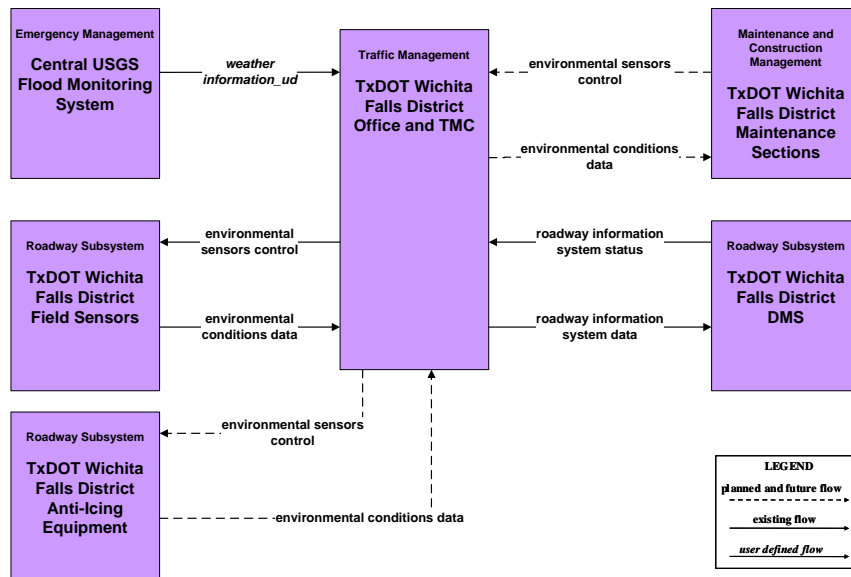 Emergency Management
Central USGS
Flood Monitoring
System
weather
information_ud
Traffic Management
TxDOT Wichita
Falls District
Office and TMC
environmental sensors
control
environmental conditions
data
Maintenance and
Construction
Management
TxDOT Wichita
Falls District
Maintenance
Sections
Roadway Subsystem
TxDOT Wichita
Falls District
Field Sensors
environmental
sensors control
environmental
conditions data
roadway information
system status
roadway information
system data
Roadway Subsystem
TxDOT Wichita
Falls District
DMS
Roadway Subsystem
TxDOT Wichita
Falls District
Anti-Icing
Equipment
environmental sensors
control
environmental conditions data
LEGEND
planned and future flow
existing flow
user defined flow